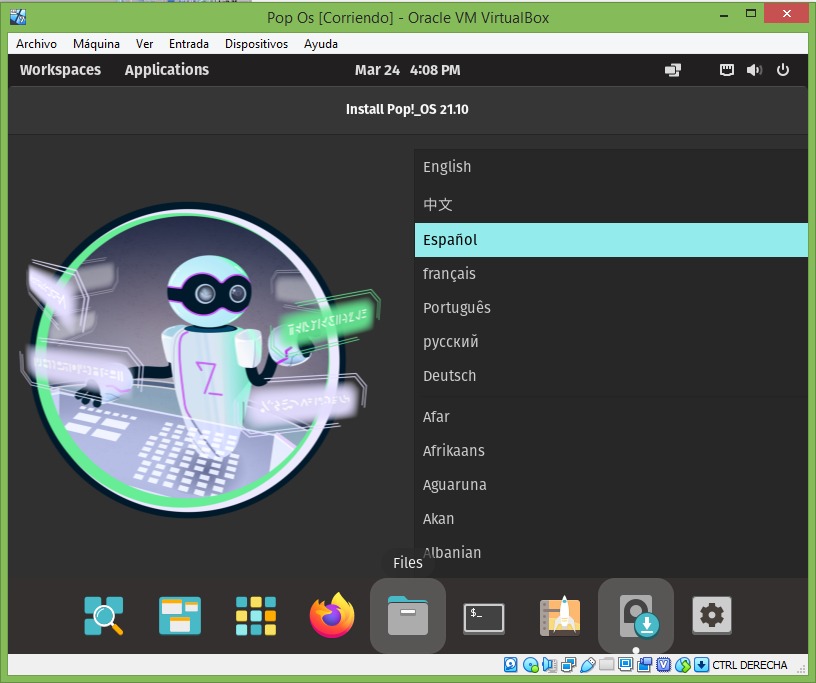 Pop Os [Corriendo] - Oracle VM VirtualBox
Archivo Máquina Ver Entrada Dispositivos Ayuda
Workspaces Applications Mar 24 4:08 PM
Install Pop!_OS 21.10
English
中文
Español
français
Português
русский
Deutsch
Afar
Afrikaans
Aguaruna
Akan
Albanian
Files
$_
CTRL DERECHA